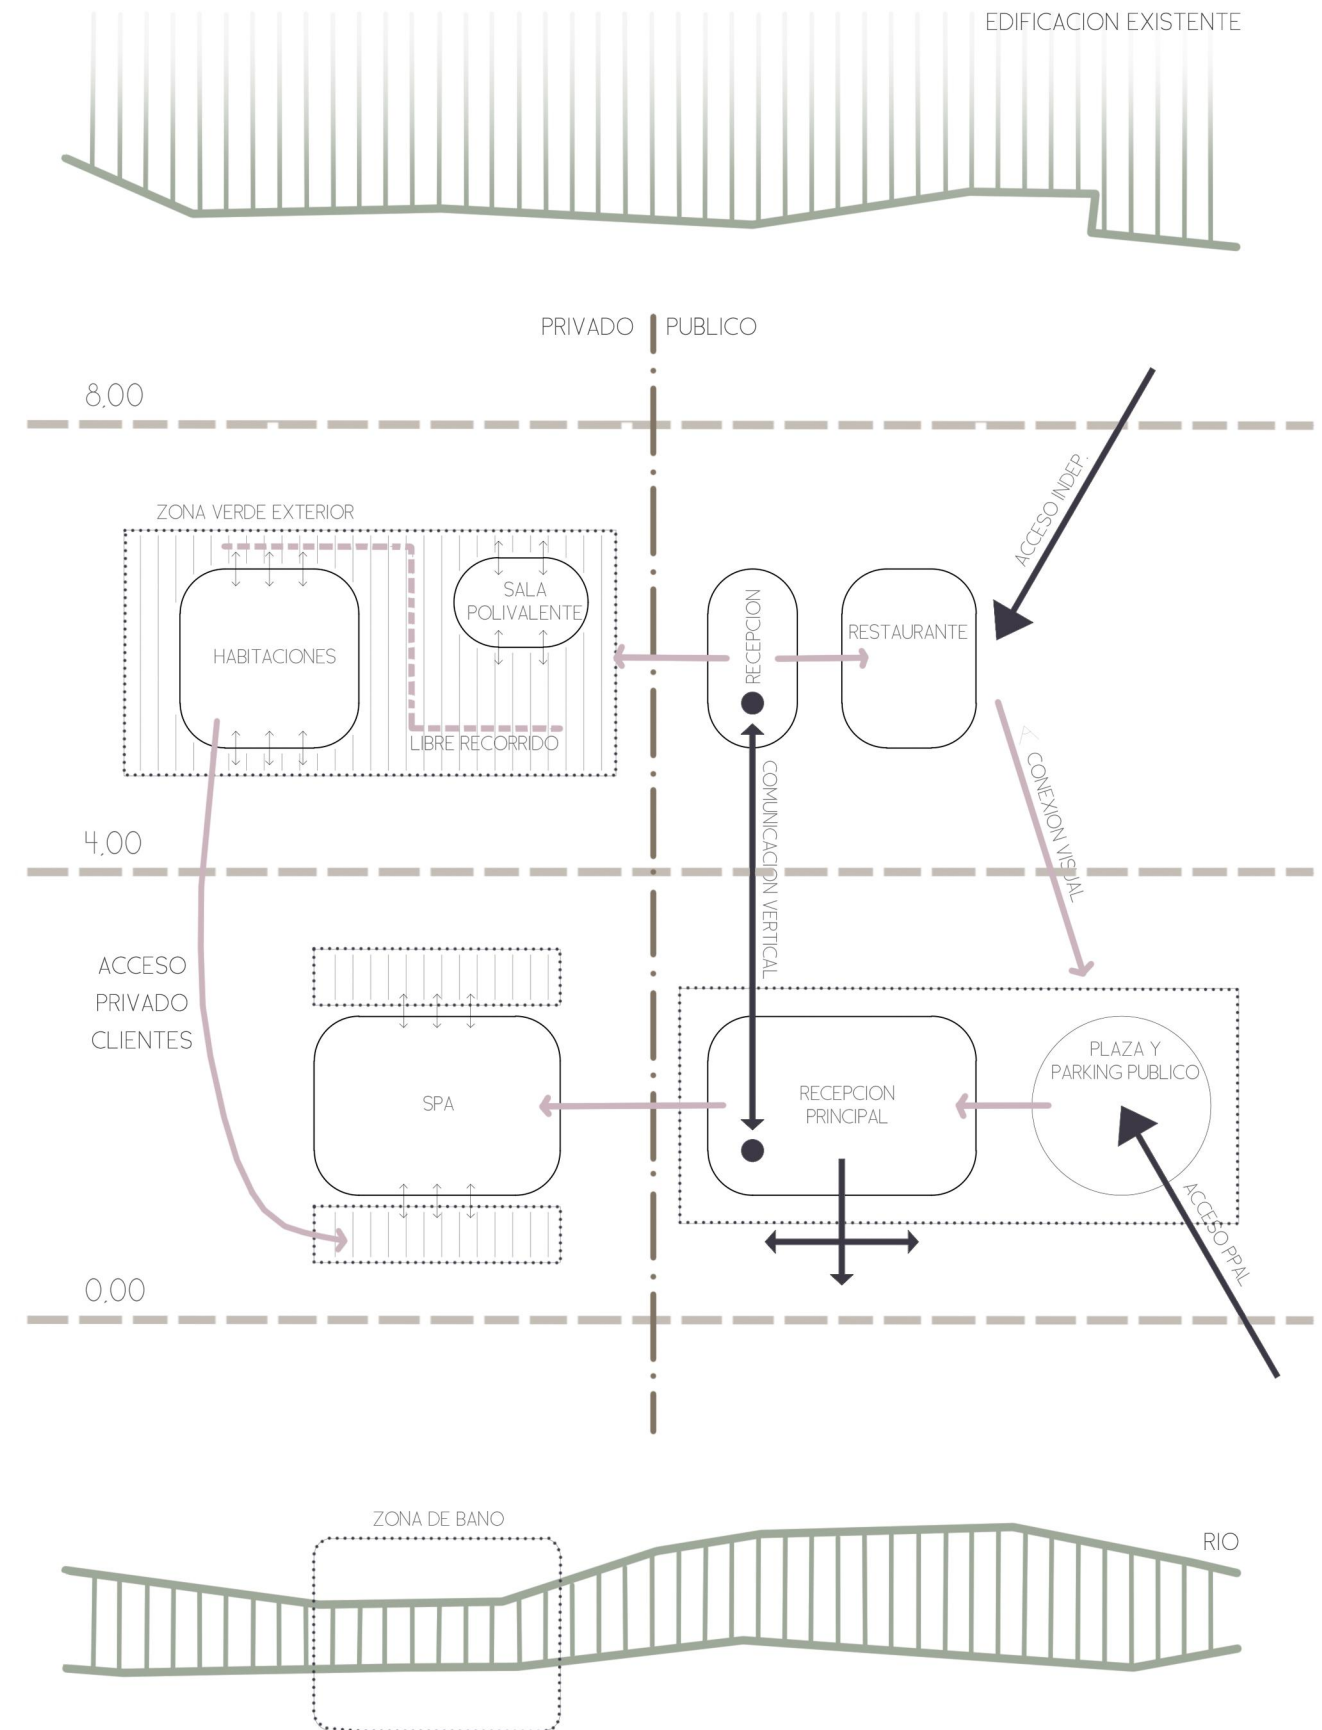 EDIFICACION EXISTENTE
PRIVADO
PUBLICO
8,00
ACCESO INDEP.
ZONA VERDE EXTERIOR
SALA
POLIVALENTE
HABITACIONES
RECEPCION
RESTAURANTE
LIBRE RECORRIDO
CONEXION VISUAL
COMUNICACION VERTICAL
4,00
ACCESO
PRIVADO
CLIENTES
SPA
RECEPCION
PRINCIPAL
PLAZA Y
PARKING PUBLICO
ACCESO PPAL
0,00
ZONA DE BANO
RIO